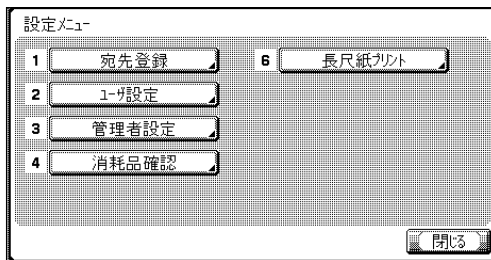 設定ﾒﾆｭｰ
1 宛先登録
2 ﾕｰｻﾞ設定
3 管理者設定
4 消耗品確認
6 長尺紙ﾌﾟﾘﾝﾄ
閉じる